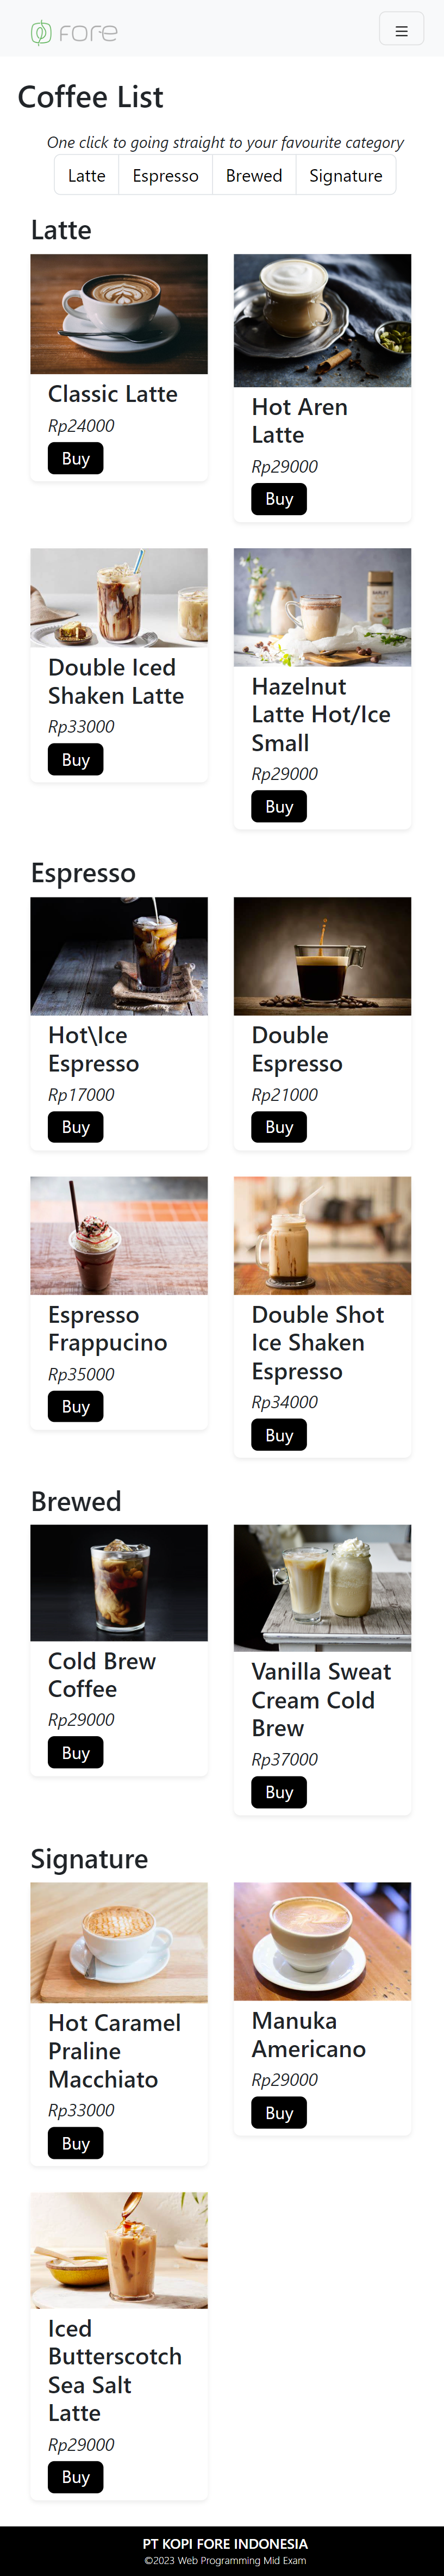 fore
Coffee List
One click to going straight to your favourite category
Latte Espresso Brewed Signature
Latte
Classic Latte
Rp24000
Buy
Hot Aren
Latte
Rp29000
Buy
Double Iced
Shaken Latte
Rp33000
Buy
Hazelnut
Latte Hot/Ice
Small
Rp29000
Buy
Espresso
Hot\Ice
Espresso
Rp17000
Buy
Double
Espresso
Rp21000
Buy
Espresso
Frappucino
Rp35000
Buy
Double Shot
Ice Shaken
Espresso
Rp34000
Buy
Brewed
Cold Brew
Coffee
Rp29000
Buy
Vanilla Sweat
Cream Cold
Brew
Rp37000
Buy
Signature
Hot Caramel
Praline
Macchiato
Rp33000
Buy
Manuka
Americano
Rp29000
Buy
Iced
Butterscotch
Sea Salt
Latte
Rp29000
Buy
PT KOPI FORE INDONESIA
©2023 Web Programming Mid Exam